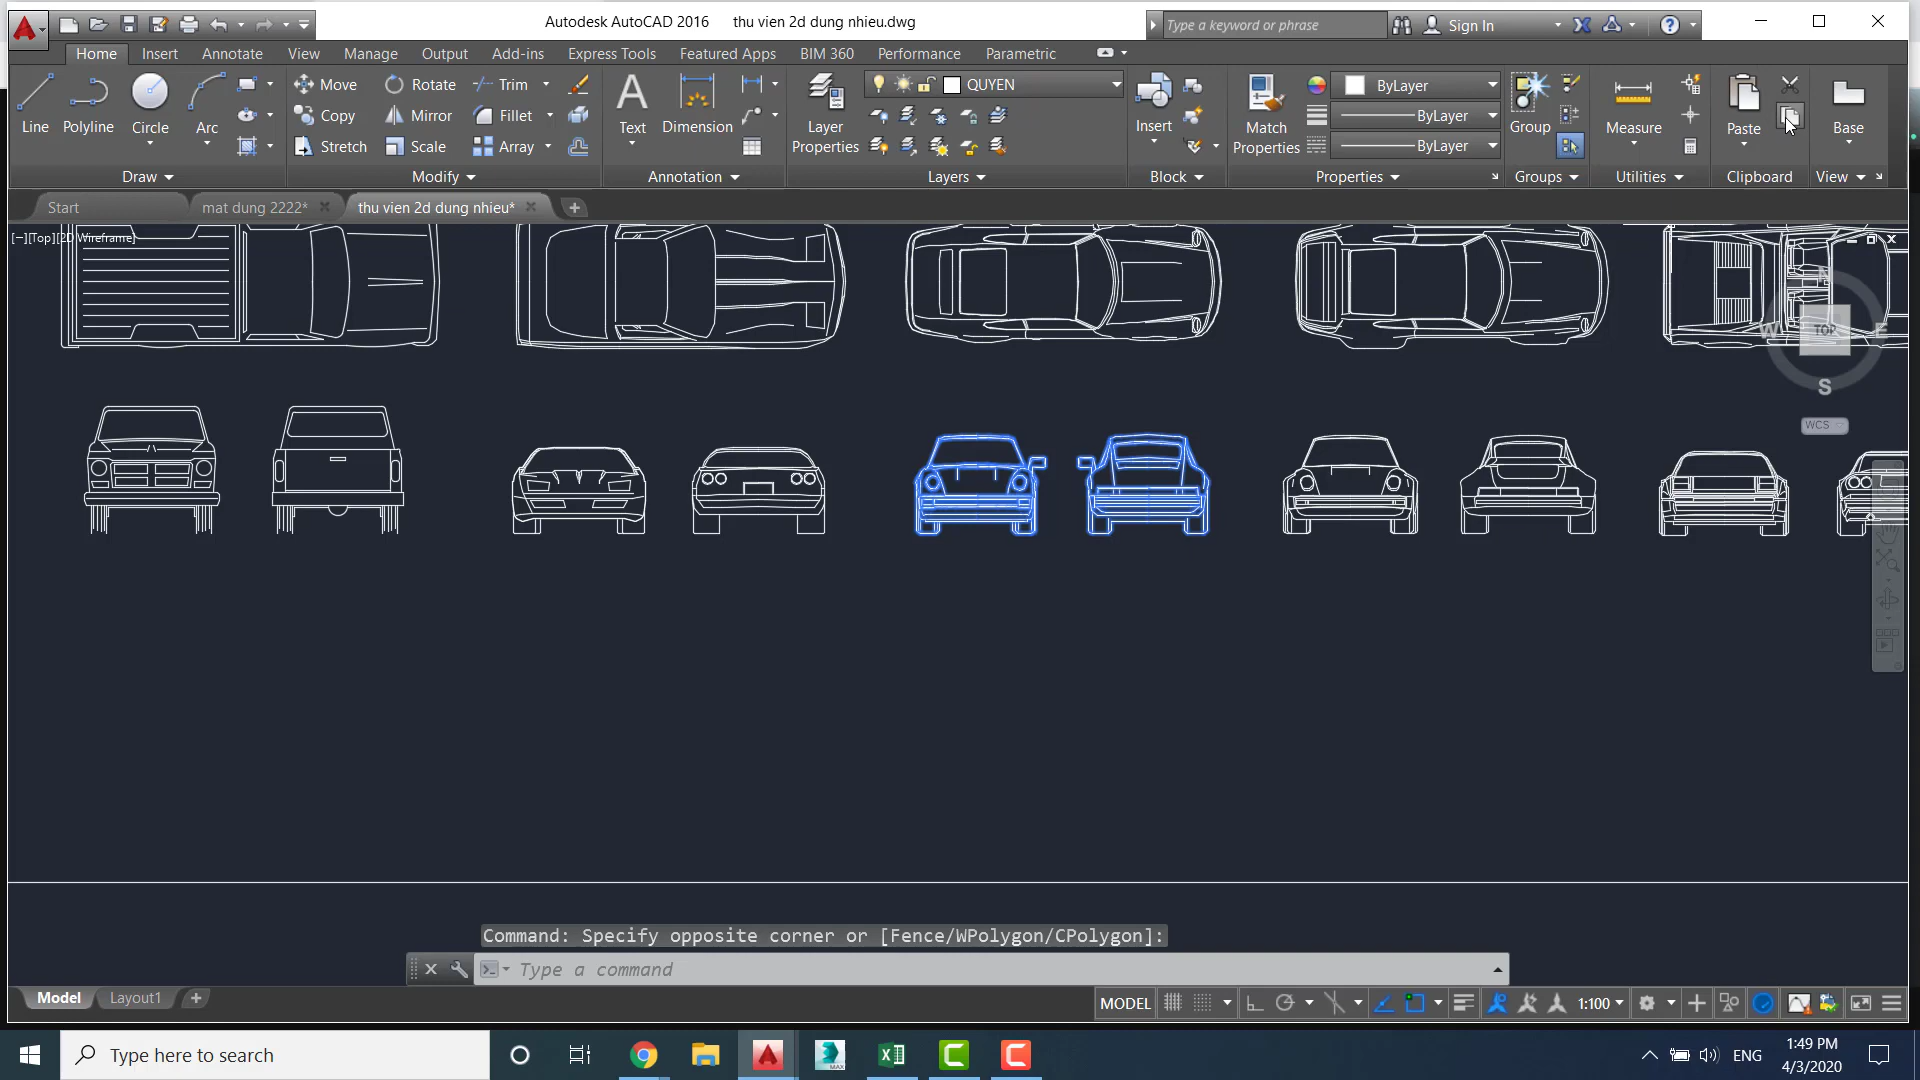 Autodesk AutoCAD 2016 thu vien 2d dung nhieu.dwg
Type a keyword or phrase
Sign In
Home Insert Annotate View Manage Output Add-ins Express Tools Featured Apps BIM 360 Performance Parametric
Line Polyline Circle Arc
Move Rotate Trim
Copy Mirror Fillet
Stretch Scale Array
Text Dimension
Layer Properties
QUYEN
Insert
Match Properties
ByLayer
ByLayer
ByLayer
Group
Measure
Paste
Base
Draw Modify Annotation Layers Block Properties Groups Utilities Clipboard View
Start mat dung 2222* thu vien 2d dung nhieu*
[−][Top][2D Wireframe]
N
W TOP E
S
WCS
Command: Specify opposite corner or [Fence/WPolygon/CPolygon]:
Type a command
Model Layout1
MODEL 1:100
Type here to search
MAX
ENG
1:49 PM
4/3/2020